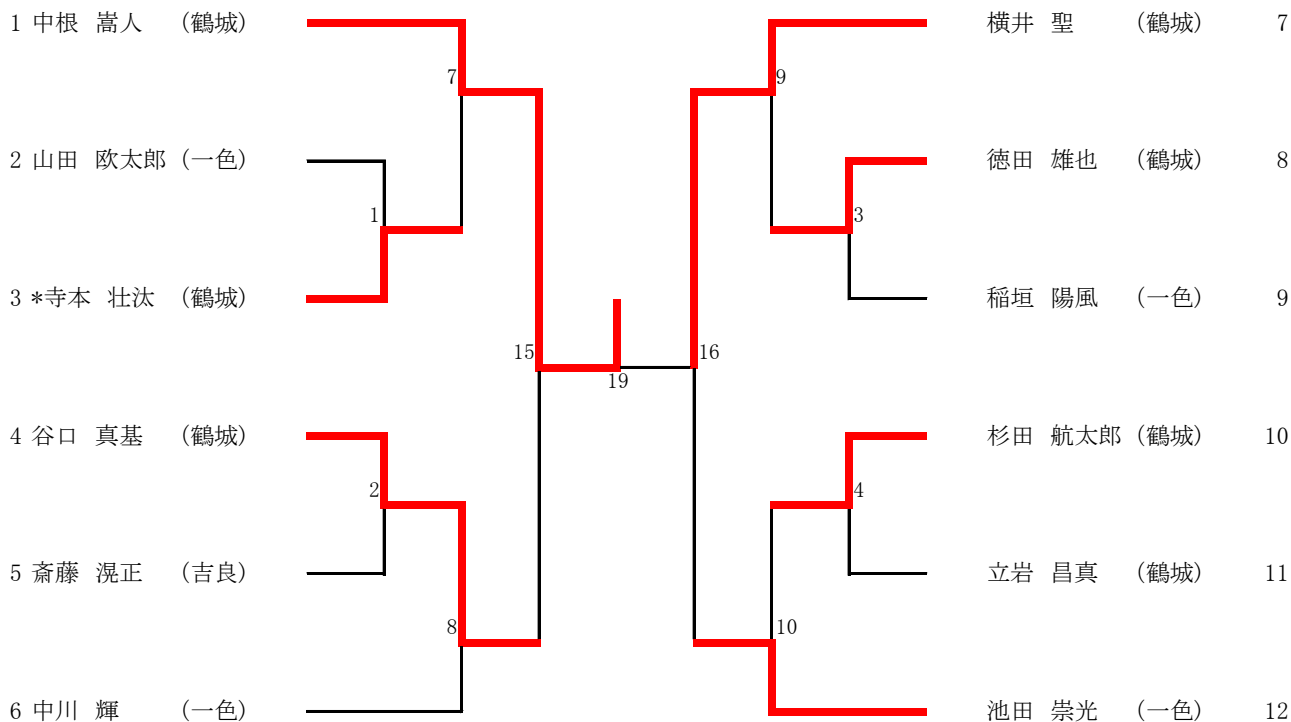 1 中根 嵩人 (鶴城)
横井 聖 (鶴城) 7
7
9
2 山田 欧太郎 (一色)
徳田 雄也 (鶴城) 8
1
3
3 *寺本 壮汰 (鶴城)
稲垣 陽風 (一色) 9
15
16
19
4 谷口 真基 (鶴城)
杉田 航太郎 (鶴城) 10
2
4
5 斎藤 滉正 (吉良)
立岩 昌真 (鶴城) 11
8
10
6 中川 輝 (一色)
池田 崇光 (一色) 12